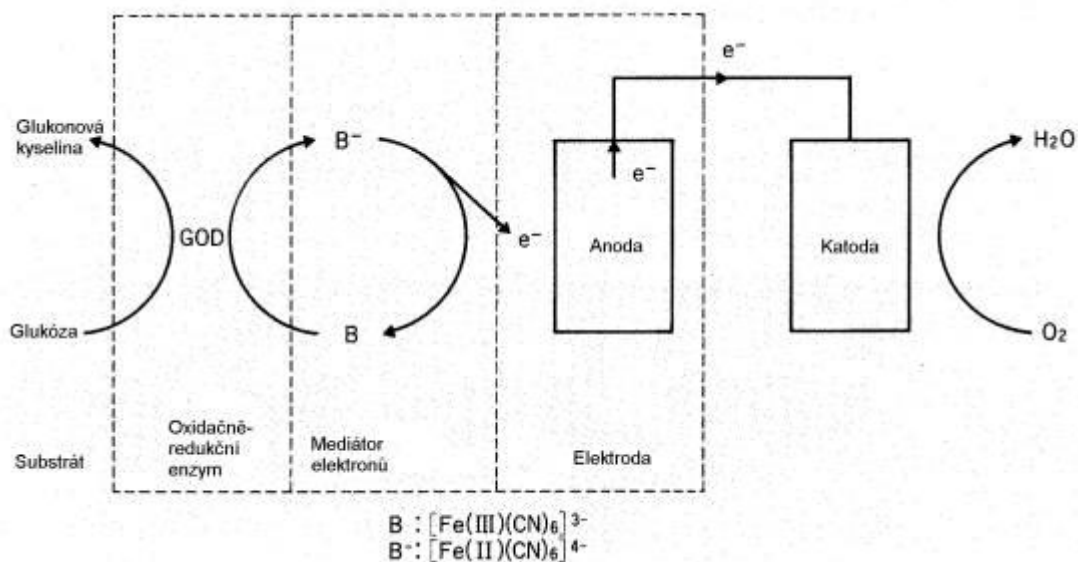 e⁻
Glukonová
kyselina
B⁻
H₂O
e⁻
GOD
e⁻
Anoda
Katoda
Glukóza
B
O₂
Oxidačně-
redukční
enzym
Mediátor
elektronů
Substrát
Elektroda
B : [Fe(III)(CN)₆]³⁻
B⁻: [Fe(II)(CN)₆]⁴⁻